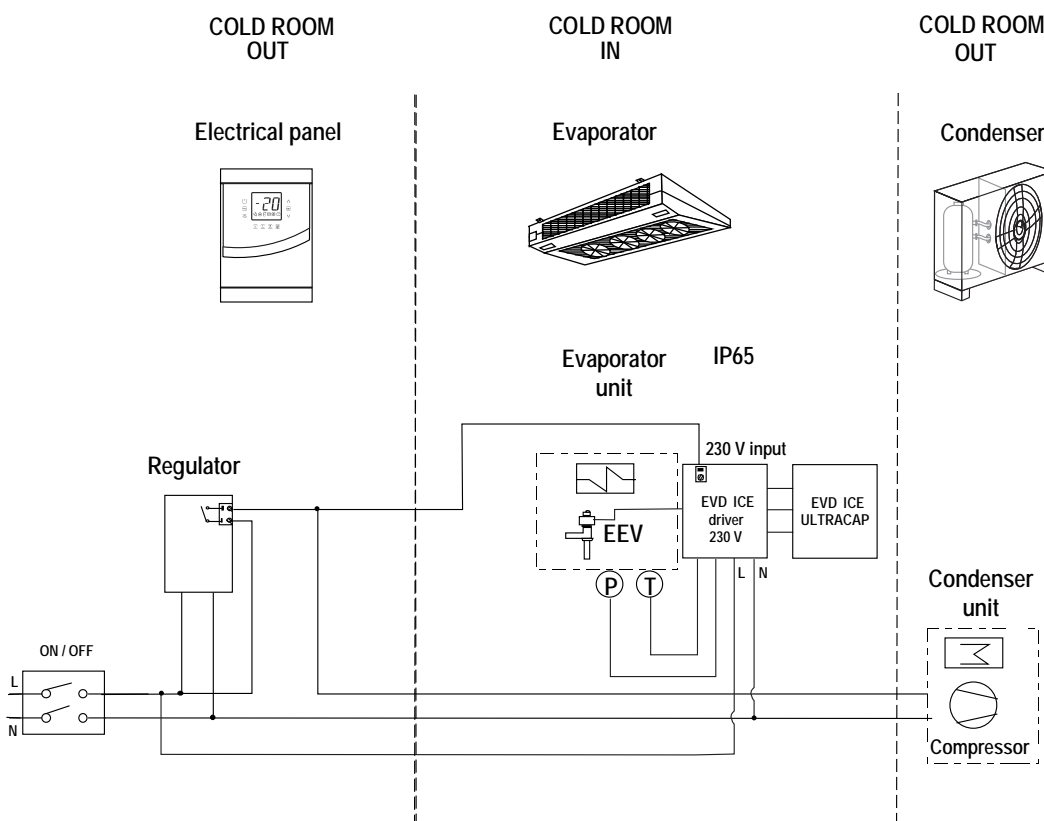 COLD ROOM
OUT
COLD ROOM
IN
COLD ROOM
OUT
Electrical panel
Evaporator
Condenser
-20
Evaporator
unit
IP65
230 V input
Regulator
EVD ICE
driver
230 V
EVD ICE
ULTRACAP
EEV
P
T
L
N
Condenser
unit
ON / OFF
L
N
Compressor